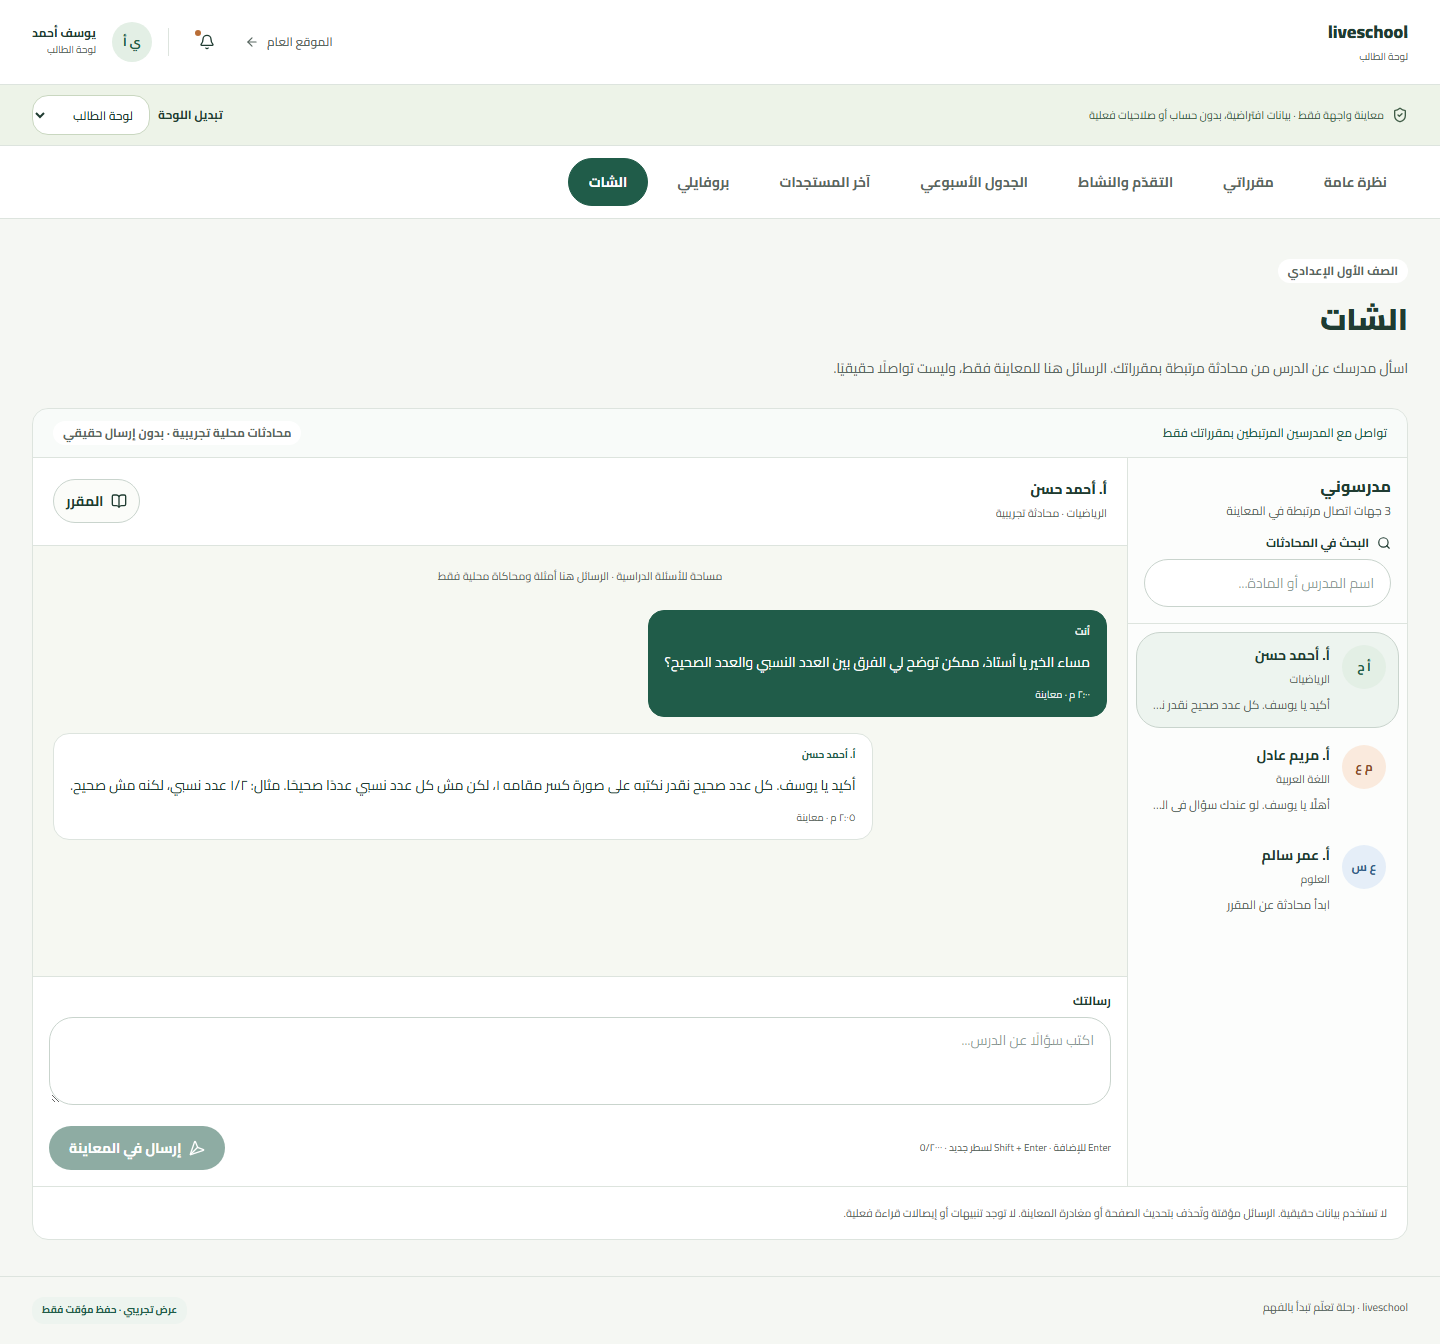 liveschool
لوحة الطالب
الموقع العام
ي أ
يوسف أحمد
لوحة الطالب
معاينة واجهة فقط · بيانات افتراضية، بدون حساب أو صلاحيات فعلية
تبديل اللوحة
لوحة الطالب
نظرة عامة
مقرراتي
التقدّم والنشاط
الجدول الأسبوعي
آخر المستجدات
بروفايلي
الشات
الصف الأول الإعدادي
الشات
اسأل مدرسك عن الدرس من محادثة مرتبطة بمقرراتك. الرسائل هنا للمعاينة فقط، وليست تواصلًا حقيقيًا.
تواصل مع المدرسين المرتبطين بمقرراتك فقط
محادثات محلية تجريبية · بدون إرسال حقيقي
مدرسوني
3 جهات اتصال مرتبطة في المعاينة
البحث في المحادثات
اسم المدرس أو المادة...
أ ح
أ. أحمد حسن
الرياضيات
أكيد يا يوسف. كل عدد صحيح نقدر نـ...
م ع
أ. مريم عادل
اللغة العربية
أهلًا يا يوسف. لو عندك سؤال في الـ...
ع س
أ. عمر سالم
العلوم
ابدأ محادثة عن المقرر
أ. أحمد حسن
الرياضيات · محادثة تجريبية
المقرر
مساحة للأسئلة الدراسية · الرسائل هنا أمثلة ومحاكاة محلية فقط
أنت
مساء الخير يا أستاذ، ممكن توضح لي الفرق بين العدد النسبي والعدد الصحيح؟
٢:٠٠ م · معاينة
أ. أحمد حسن
أكيد يا يوسف. كل عدد صحيح نقدر نكتبه على صورة كسر مقامه ١، لكن مش كل عدد نسبي عددًا صحيحًا. مثال: ١/٢ عدد نسبي، لكنه مش صحيح.
٢:٠٥ م · معاينة
رسالتك
اكتب سؤالًا عن الدرس...
Enter للإضافة · Shift + Enter لسطر جديد · ٠/٢٠٠٠
إرسال في المعاينة
لا تستخدم بيانات حقيقية. الرسائل مؤقتة وتُحذف بتحديث الصفحة أو مغادرة المعاينة. لا توجد تنبيهات أو إيصالات قراءة فعلية.
liveschool · رحلة تعلّم تبدأ بالفهم
عرض تجريبي · حفظ مؤقت فقط